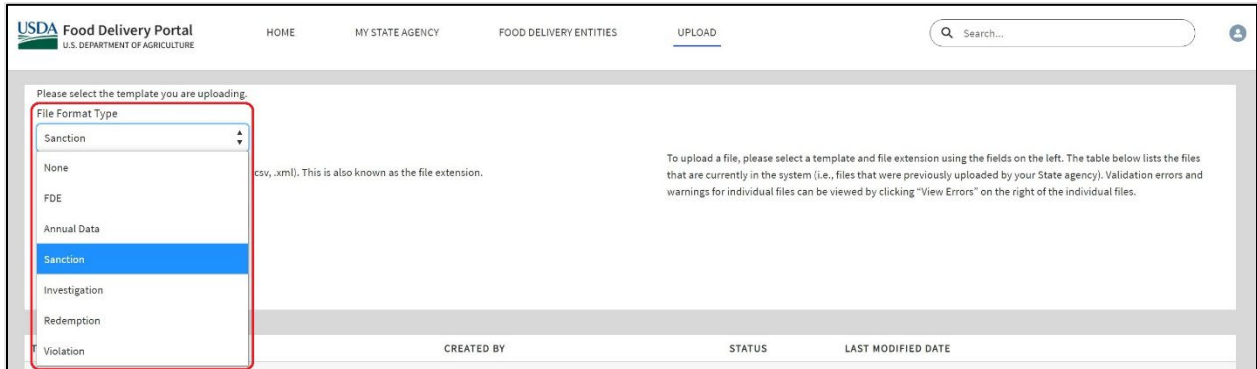 USDA Food Delivery Portal
U.S. DEPARTMENT OF AGRICULTURE
HOME MY STATE AGENCY FOOD DELIVERY ENTITIES UPLOAD
Search...
Please select the template you are uploading.
File Format Type
Sanction
None
FDE
Annual Data
Sanction
Investigation
Redemption
Violation
csv, .xml). This is also known as the file extension.
To upload a file, please select a template and file extension using the fields on the left. The table below lists the files
that are currently in the system (i.e., files that were previously uploaded by your State agency). Validation errors and
warnings for individual files can be viewed by clicking “View Errors” on the right of the individual files.
CREATED BY STATUS LAST MODIFIED DATE